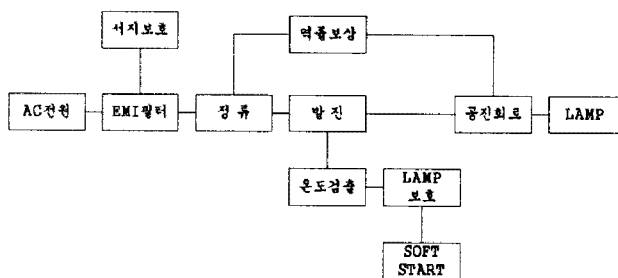 서지보호
역률보상
AC전원
EMI필터
정 류
발 진
공진회로
LAMP
온도검출
LAMP
보호
SOFT
START